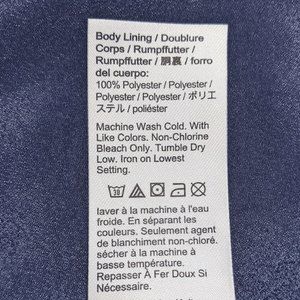 Body Lining / Doublure
Corps / Rumpffutter /
Rumpffutter / 胴裏 / forro
del cuerpo:
100% Polyester / Polyester /
Polyester / Polyester / ポリエ
ステル / poliéster
Machine Wash Cold. With
Like Colors. Non-Chlorine
Bleach Only. Tumble Dry
Low. Iron on Lowest
Setting.
30
laver à la machine à l'eau
froide. En séparant les
couleurs. Seulement agent
de blanchiment non-chloré.
sécher à la machine à
basse température.
Repasser À Fer Doux Si
Nécessaire.